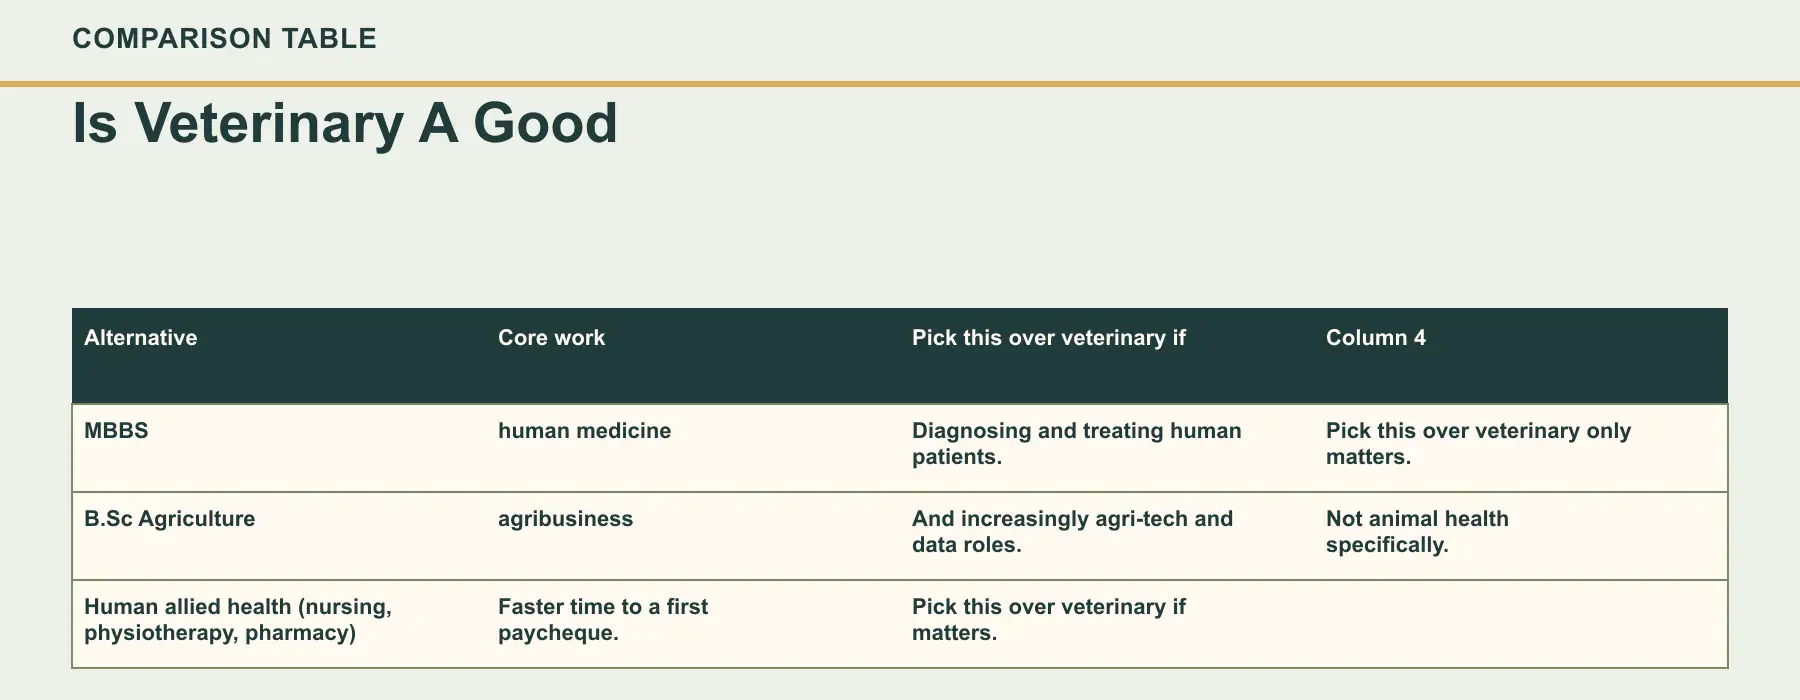 COMPARISON TABLE
Is Veterinary A Good
Alternative
Core work
Pick this over veterinary if
Column 4
MBBS
human medicine
Diagnosing and treating human
patients.
Pick this over veterinary only
matters.
B.Sc Agriculture
agribusiness
And increasingly agri-tech and
data roles.
Not animal health
specifically.
Human allied health (nursing,
physiotherapy, pharmacy)
Faster time to a first
paycheque.
Pick this over veterinary if
matters.